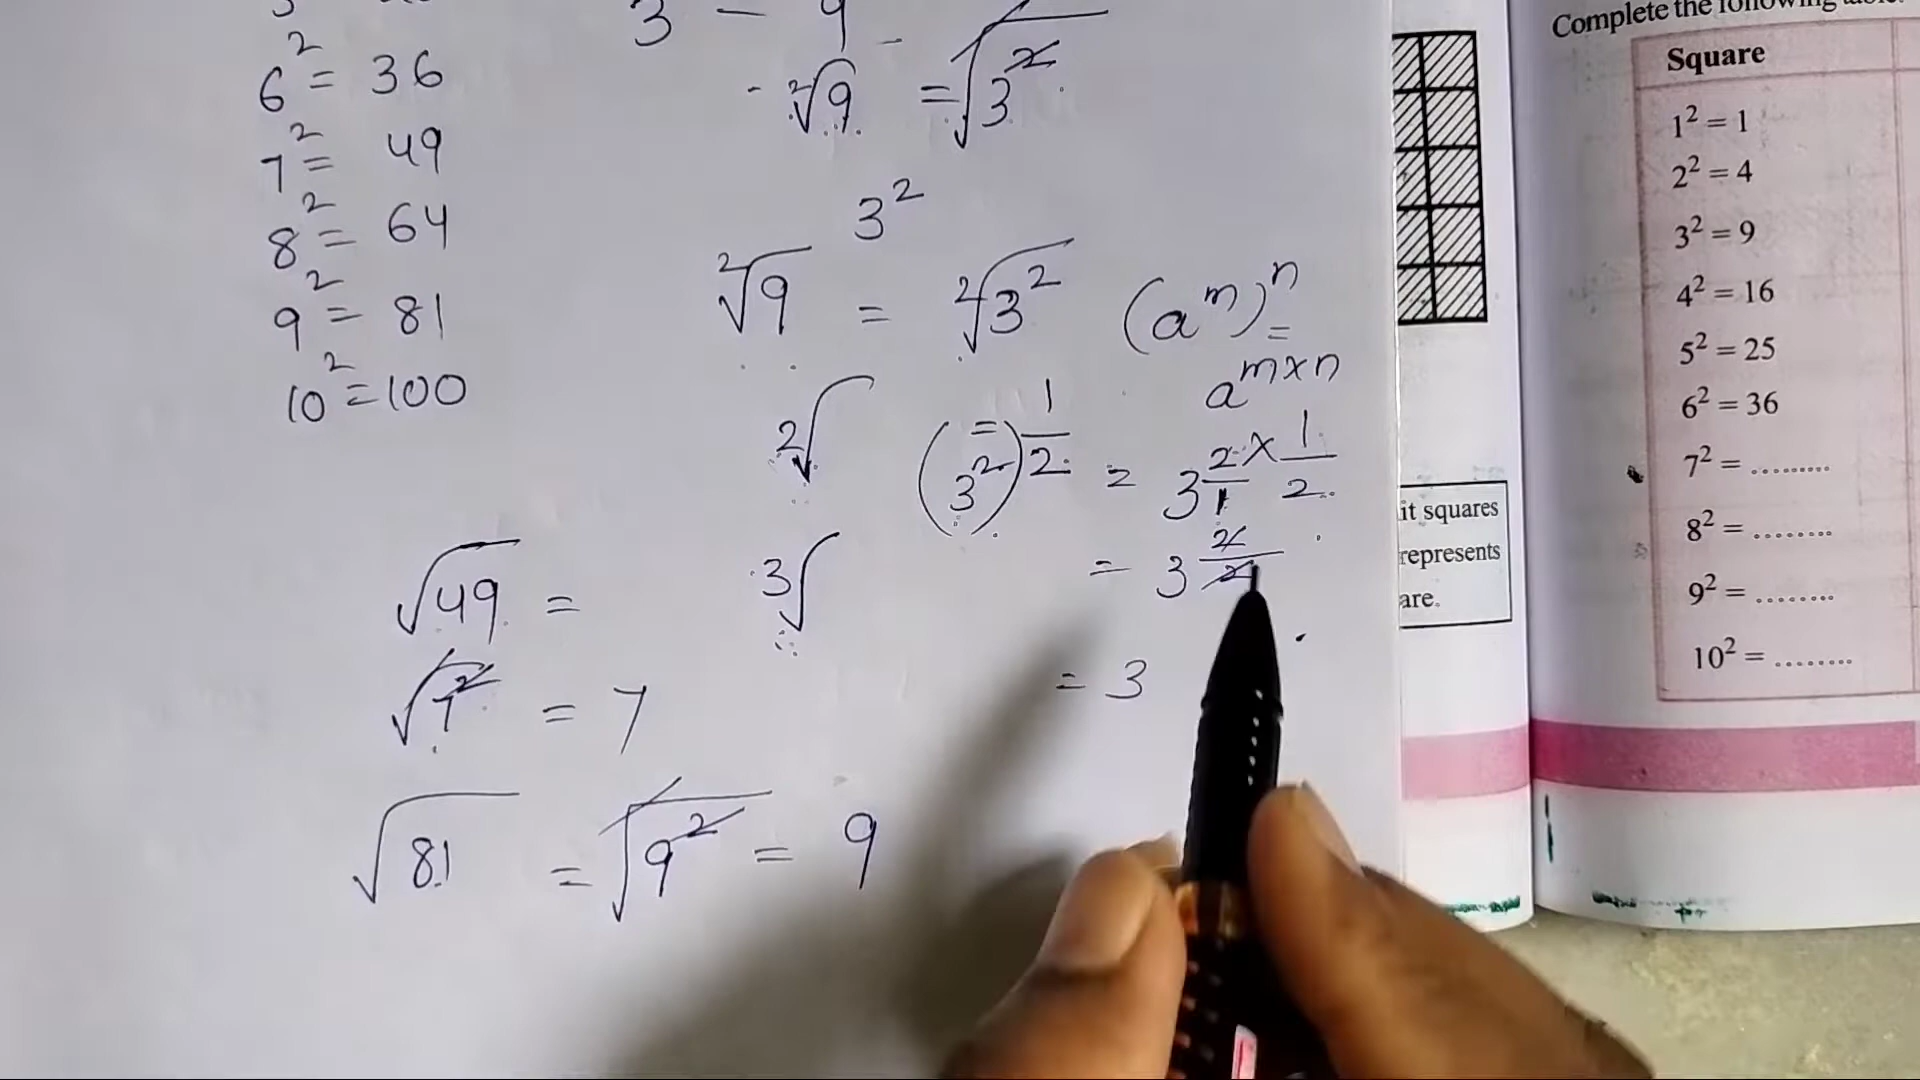 6² = 36
7² = 49
8² = 64
9² = 81
10² = 100
3 - 9
²√9 = √3²
3²
²√9 = ²√3²
(a^m)^n =
a^m×n
²√ = (3²)^1/2 = 3^2/1 × 1/2
³√ = 3^2/2
= 3
√49 =
√7² = 7
√81 = √9² = 9
it squares
represents
are.
Complete the following table.
Square
1² = 1
2² = 4
3² = 9
4² = 16
5² = 25
6² = 36
7² = .........
8² = ........
9² = ........
10² = ........